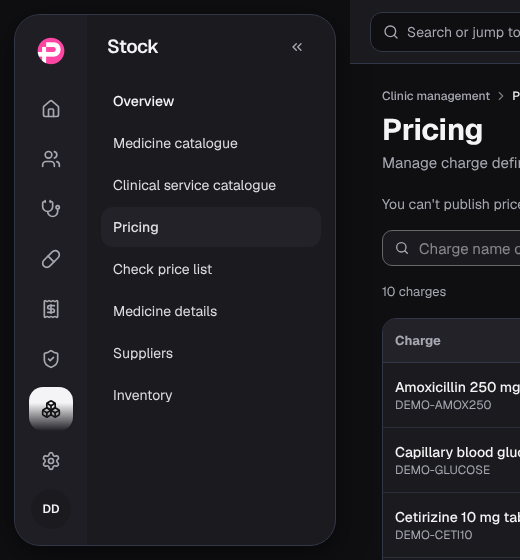 Stock
Overview
Medicine catalogue
Clinical service catalogue
Pricing
Check price list
Medicine details
Suppliers
Inventory
DD
Search or jump to
Clinic management
Pricing
Manage charge defi
You can't publish price
Charge name o
10 charges
Charge
Amoxicillin 250 mg
DEMO-AMOX250
Capillary blood gluc
DEMO-GLUCOSE
Cetirizine 10 mg tab
DEMO-CETI10